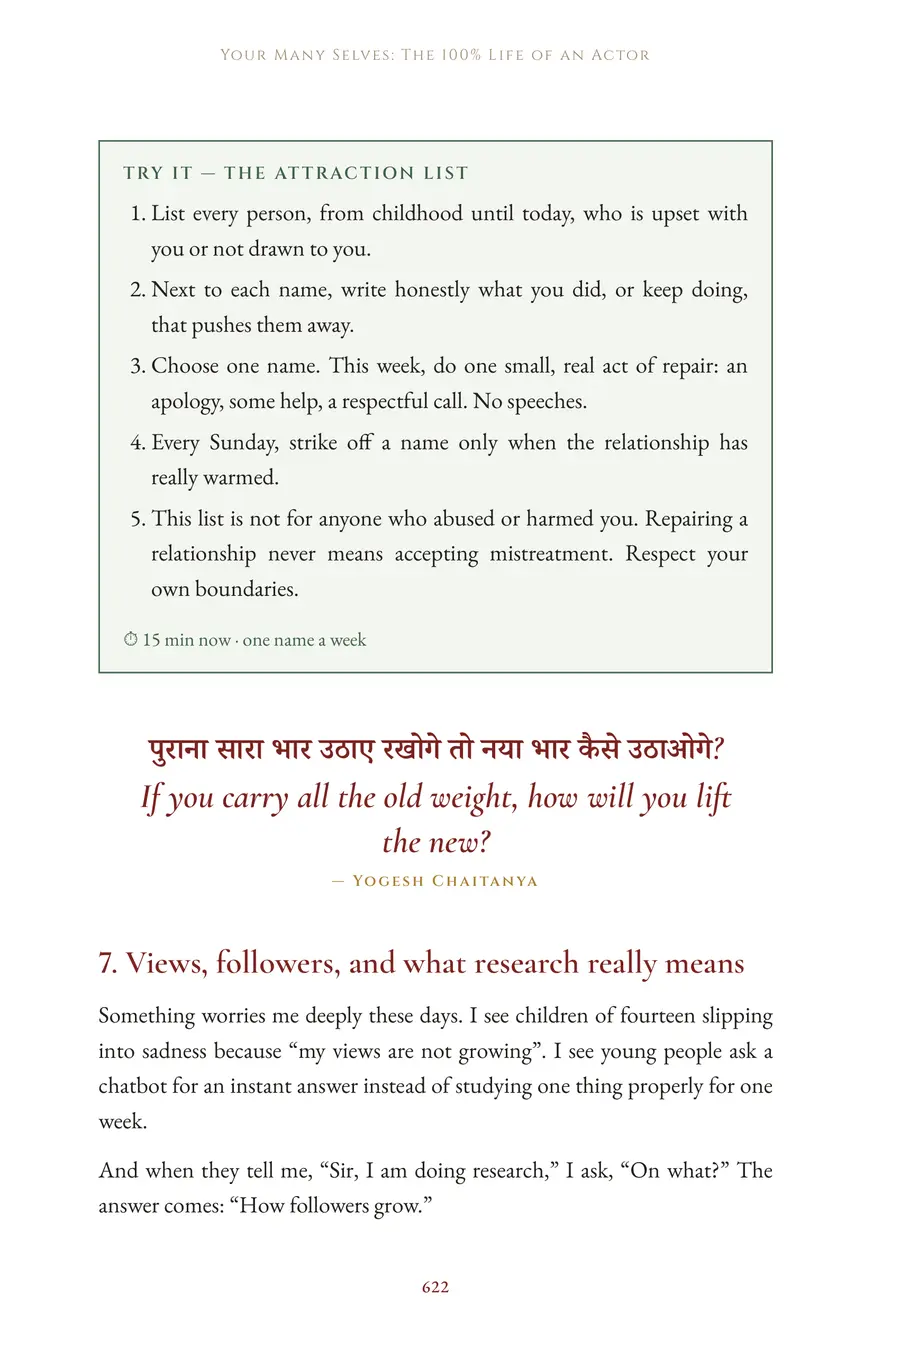 Your Many Selves: The 100% Life of an Actor
TRY IT — THE ATTRACTION LIST
1. List every person, from childhood until today, who is upset with
you or not drawn to you.
2. Next to each name, write honestly what you did, or keep doing,
that pushes them away.
3. Choose one name. This week, do one small, real act of repair: an
apology, some help, a respectful call. No speeches.
4. Every Sunday, strike off a name only when the relationship has
really warmed.
5. This list is not for anyone who abused or harmed you. Repairing a
relationship never means accepting mistreatment. Respect your
own boundaries.
⏱ 15 min now · one name a week
पुराना सारा भार उठाए रखोगे तो नया भार कैसे उठाओगे?
If you carry all the old weight, how will you lift
the new?
— Yogesh Chaitanya
7. Views, followers, and what research really means
Something worries me deeply these days. I see children of fourteen slipping
into sadness because “my views are not growing”. I see young people ask a
chatbot for an instant answer instead of studying one thing properly for one
week.
And when they tell me, “Sir, I am doing research,” I ask, “On what?” The
answer comes: “How followers grow.”
622